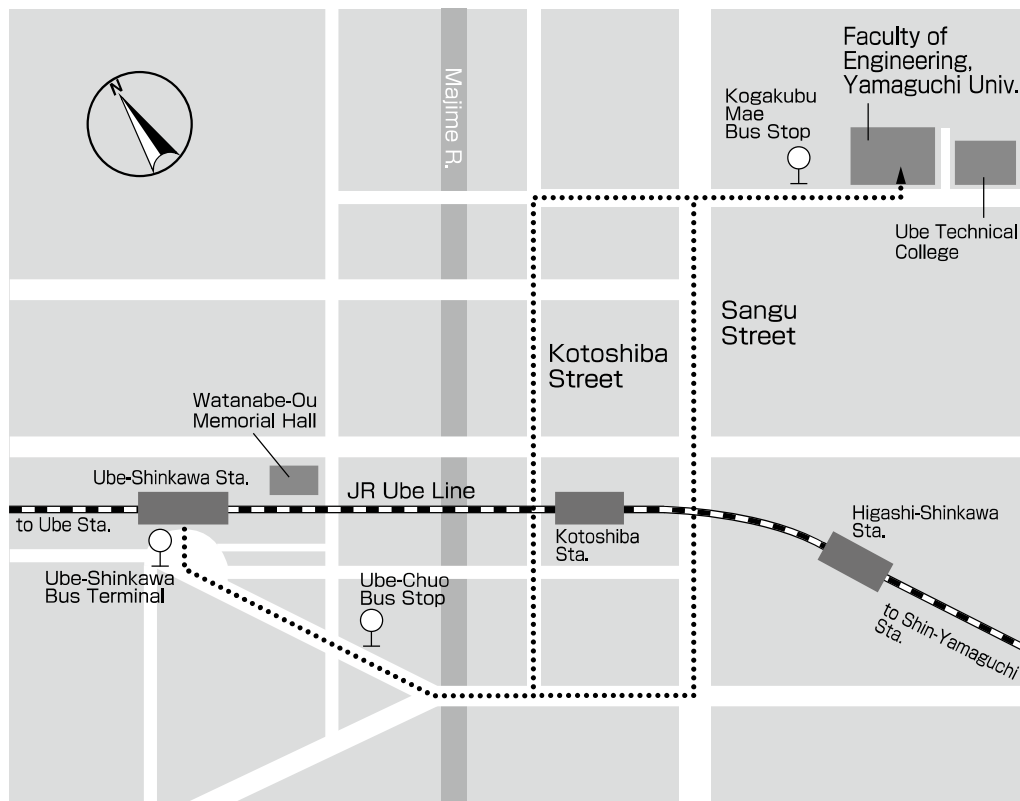 N
Majime R.
Faculty of
Engineering,
Yamaguchi Univ.
Kogakubu
Mae
Bus Stop
Ube Technical
College
Sangu
Street
Kotoshiba
Street
Watanabe-Ou
Memorial Hall
Ube-Shinkawa Sta.
JR Ube Line
to Ube Sta.
Kotoshiba
Sta.
Higashi-Shinkawa
Sta.
Ube-Shinkawa
Bus Terminal
Ube-Chuo
Bus Stop
to Shin-Yamaguchi
Sta.